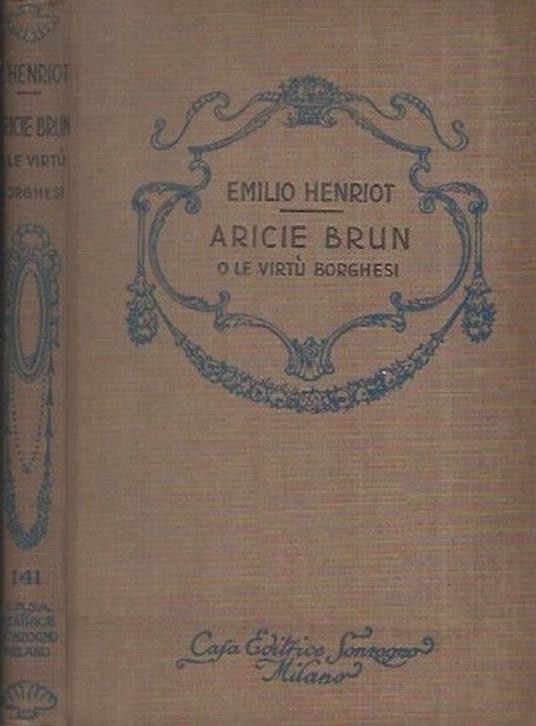 HENRIOT
ARICIE BRUN
O LE VIRTÙ
BORGHESI
141
CASA
EDITRICE
SONZOGNO
MILANO
EMILIO HENRIOT
ARICIE BRUN
O LE VIRTÙ BORGHESI
Casa Editrice Sonzogno
Milano